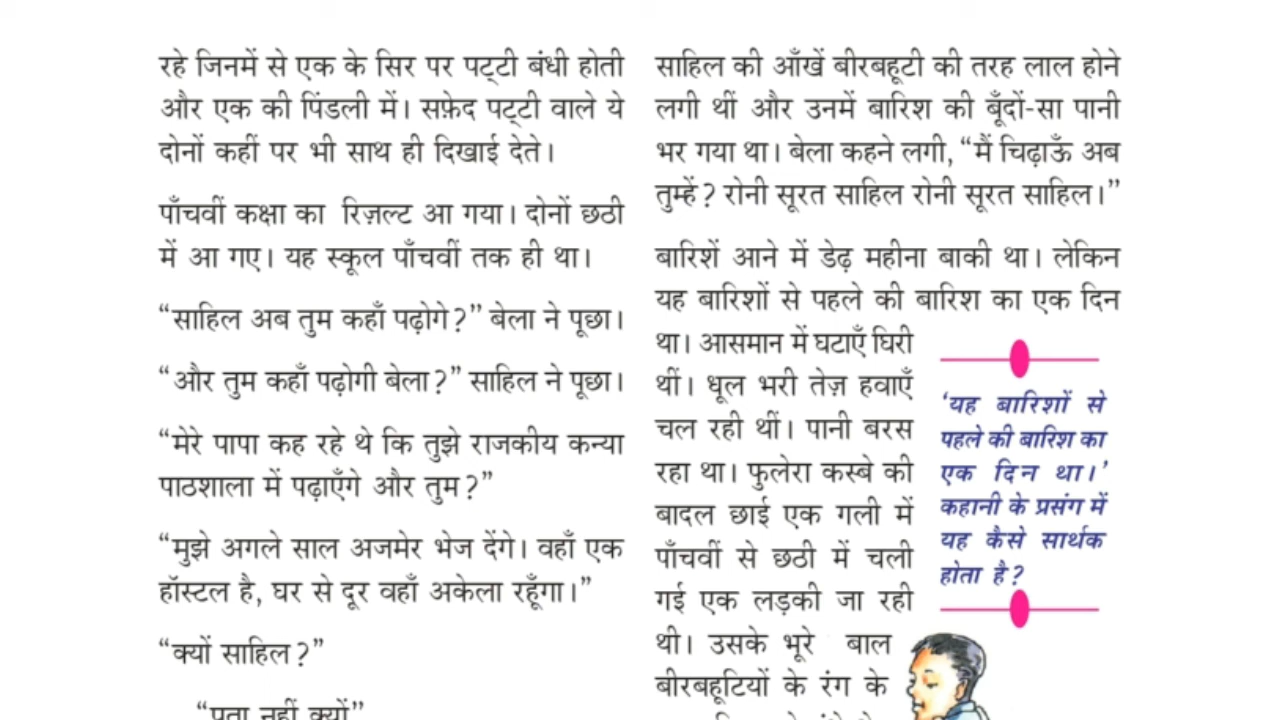 रहे जिनमें से एक के सिर पर पट्टी बंधी होती
और एक की पिंडली में। सफ़ेद पट्टी वाले ये
दोनों कहीं पर भी साथ ही दिखाई देते।
पाँचवीं कक्षा का रिज़ल्ट आ गया। दोनों छठी
में आ गए। यह स्कूल पाँचवीं तक ही था।
“साहिल अब तुम कहाँ पढ़ोगे?” बेला ने पूछा।
“और तुम कहाँ पढ़ोगी बेला?” साहिल ने पूछा।
“मेरे पापा कह रहे थे कि तुझे राजकीय कन्या
पाठशाला में पढ़ाएँगे और तुम?”
“मुझे अगले साल अजमेर भेज देंगे। वहाँ एक
हॉस्टल है, घर से दूर वहाँ अकेला रहूँगा।”
“क्यों साहिल?”
“पता नहीं क्यों”
साहिल की आँखें बीरबहूटी की तरह लाल होने
लगी थीं और उनमें बारिश की बूँदों-सा पानी
भर गया था। बेला कहने लगी, “मैं चिढ़ाऊँ अब
तुम्हें? रोनी सूरत साहिल रोनी सूरत साहिल।”
बारिशें आने में डेढ़ महीना बाकी था। लेकिन
यह बारिशों से पहले की बारिश का एक दिन
था। आसमान में घटाएँ घिरी
थीं। धूल भरी तेज़ हवाएँ
चल रही थीं। पानी बरस
रहा था। फुलेरा कस्बे की
बादल छाई एक गली में
पाँचवीं से छठी में चली
गई एक लड़की जा रही
थी। उसके भूरे बाल
बीरबहूटियों के रंग के
‘यह बारिशों से
पहले की बारिश का
एक दिन था।’
कहानी के प्रसंग में
यह कैसे सार्थक
होता है?